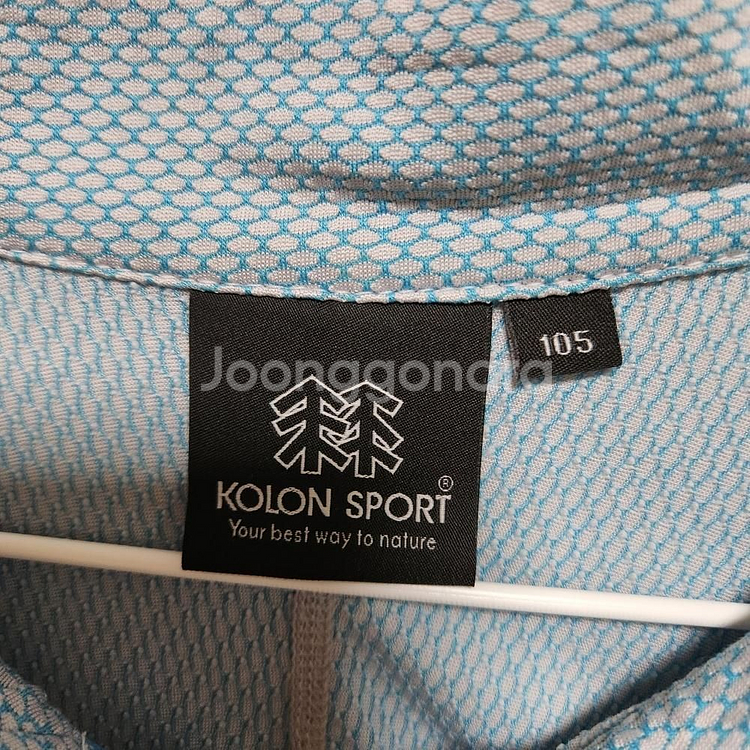 Joonggonara
105
KOLON SPORT®
Your best way to nature